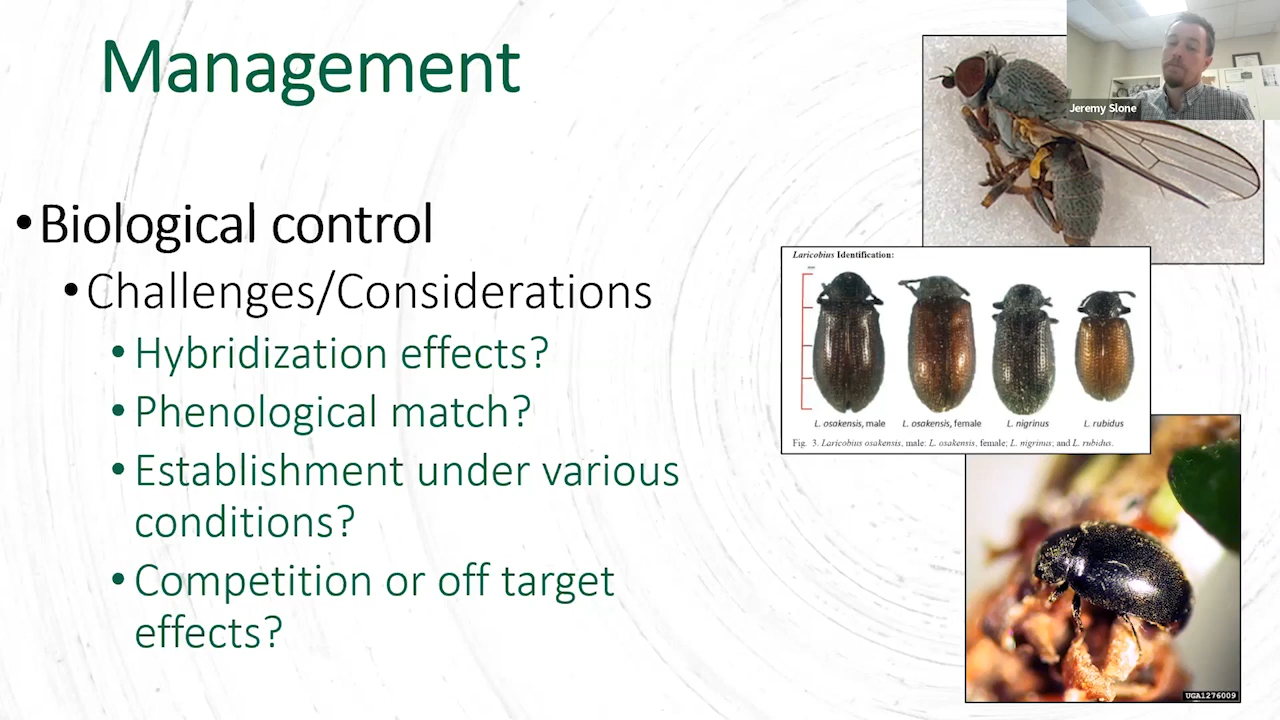 Management
•Biological control
•Challenges/Considerations
•Hybridization effects?
•Phenological match?
•Establishment under various
conditions?
•Competition or off target
effects?
Jeremy Slone
Laricobius Identification:
L. osakensis, male
L. osakensis, female
L. nigrinus
L. rubidus
Fig. 3. Laricobius osakensis, male; L. osakensis, female; L. nigrinus; and L. rubidus.
UGA1276009